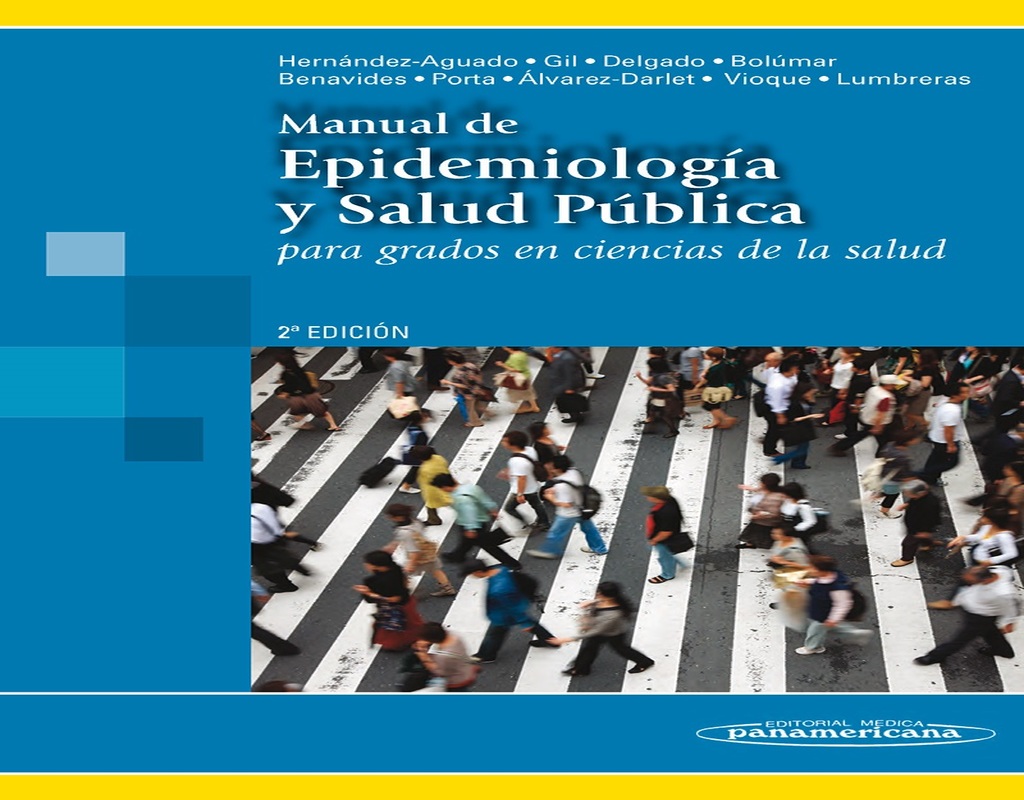 Hernández-Aguado • Gil • Delgado • Bolúmar
Benavides • Porta • Álvarez-Darlet • Vioque • Lumbreras
Manual de
Epidemiología
y Salud Pública
para grados en ciencias de la salud
2ª EDICIÓN
EDITORIAL MEDICA
panamericana